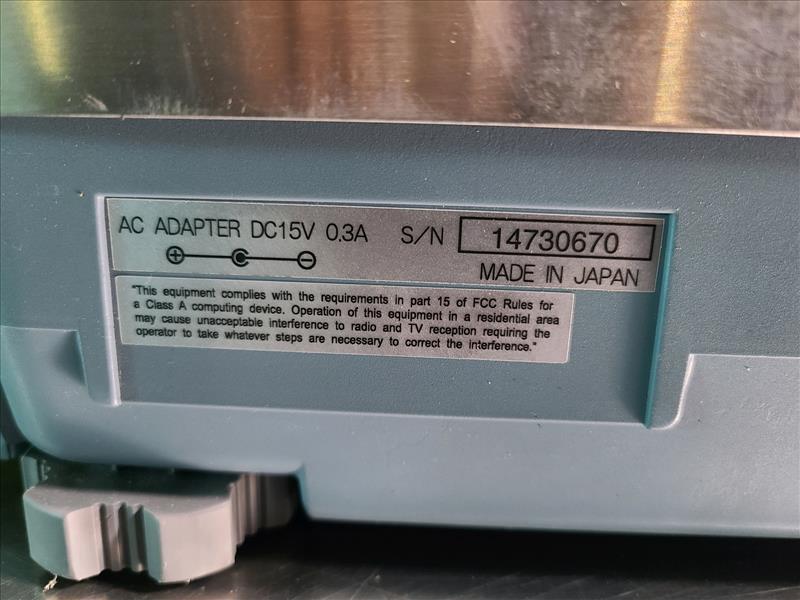 AC ADAPTER DC15V 0.3A S/N 14730670
MADE IN JAPAN
"This equipment complies with the requirements in part 15 of FCC Rules for
a Class A computing device. Operation of this equipment in a residential area
may cause unacceptable interference to radio and TV reception requiring the
operator to take whatever steps are necessary to correct the interference."